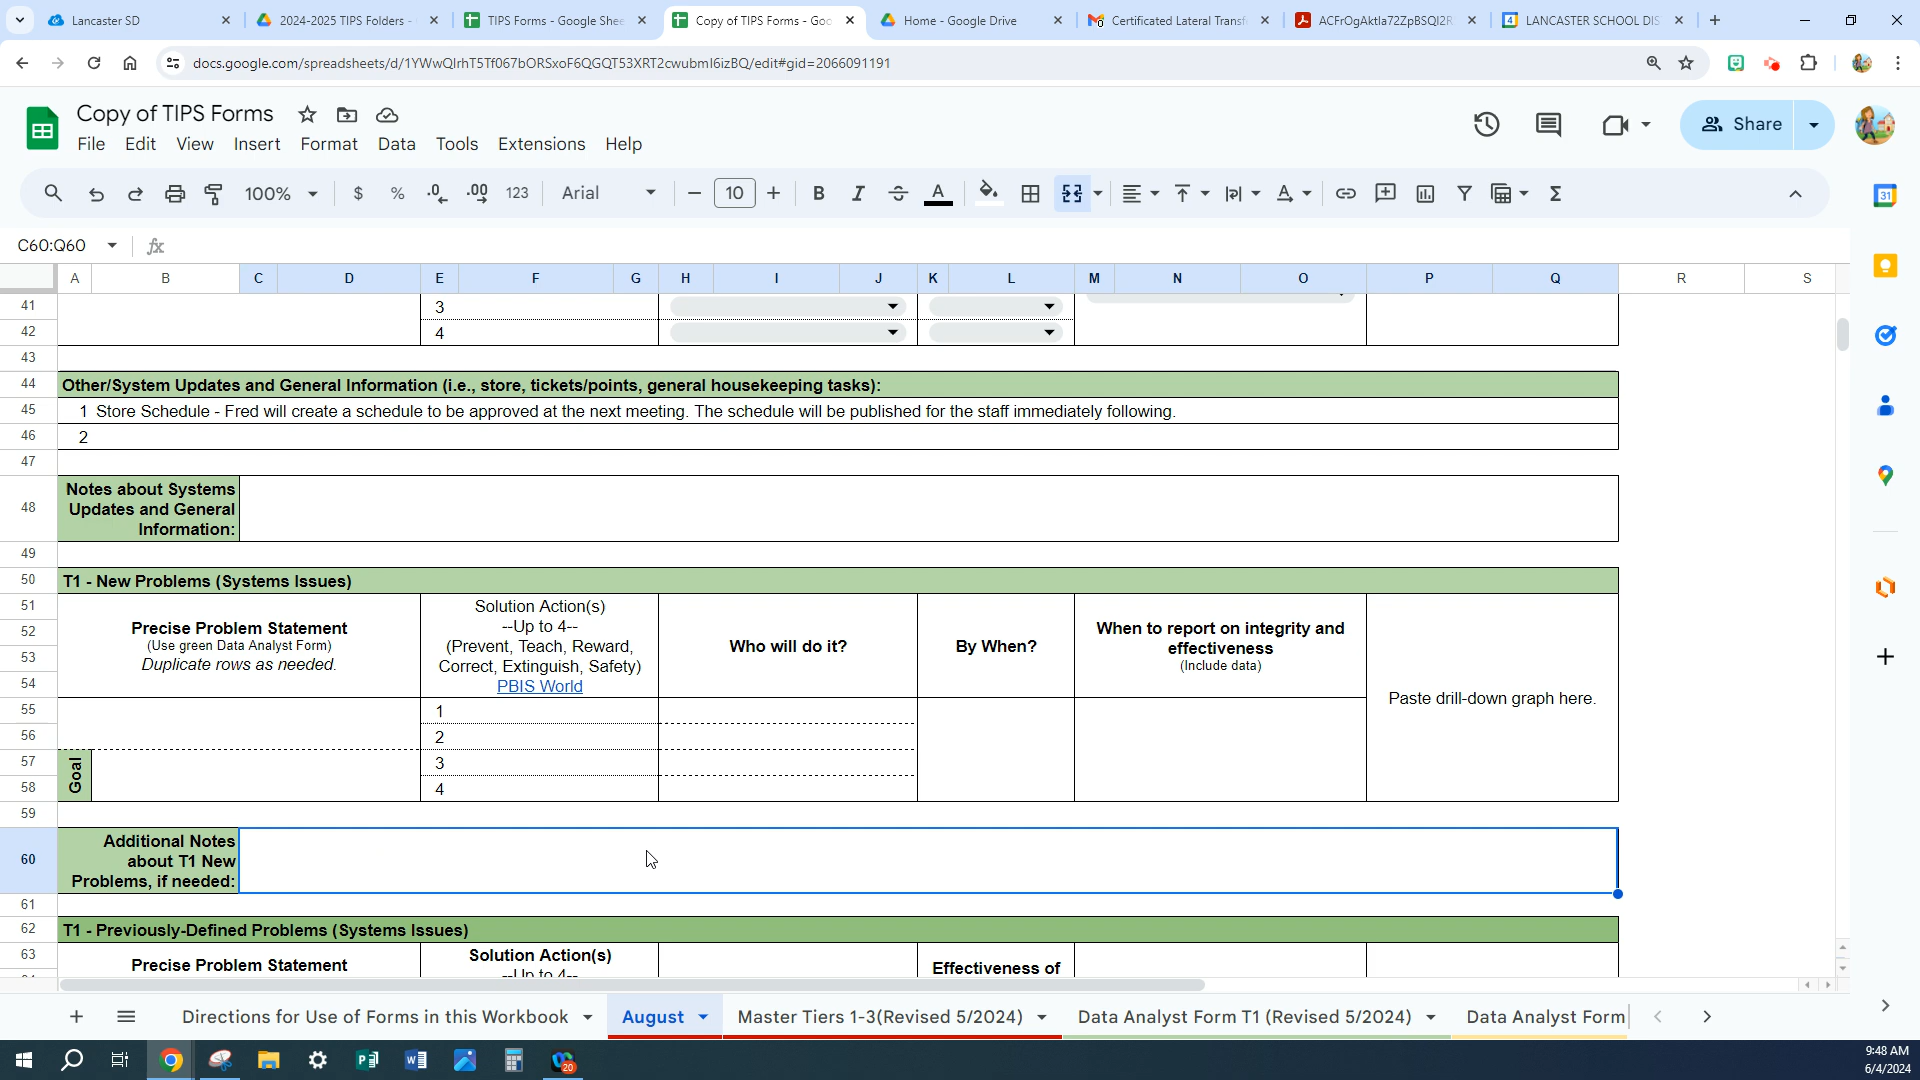 Lancaster SD
2024-2025 TIPS Folders -
TIPS Forms - Google Shee
Copy of TIPS Forms - Goo
Home - Google Drive
Certificated Lateral Transf
LANCASTER SCHOOL DIS
docs.google.com/spreadsheets/d/1YWwQlrhT5Tf067bORSxoF6QGQT53XRT2cwubml6izBQ/edit#gid=2066091191
Copy of TIPS Forms
File Edit View Insert Format Data Tools Extensions Help
Share
100% $ % .0 .00 123 Arial 10 B I A
C60:Q60 fx
A B C D E F G H I J K L M N O P Q R S
41 3
42 4
43
44 Other/System Updates and General Information (i.e., store, tickets/points, general housekeeping tasks):
45 1 Store Schedule - Fred will create a schedule to be approved at the next meeting. The schedule will be published for the staff immediately following.
46 2
47
48 Notes about Systems
Updates and General
Information:
49
50 T1 - New Problems (Systems Issues)
51
52
53
54
Precise Problem Statement
(Use green Data Analyst Form)
Duplicate rows as needed.
Solution Action(s)
--Up to 4--
(Prevent, Teach, Reward,
Correct, Extinguish, Safety)
PBIS World
Who will do it?
By When?
When to report on integrity and
effectiveness
(Include data)
Paste drill-down graph here.
55 1
56 2
57 3
58 4
Goal
59
60 Additional Notes
about T1 New
Problems, if needed:
61
62 T1 - Previously-Defined Problems (Systems Issues)
63 Precise Problem Statement
Solution Action(s)
--Up to 4--
Effectiveness of
Directions for Use of Forms in this Workbook
August
Master Tiers 1-3(Revised 5/2024)
Data Analyst Form T1 (Revised 5/2024)
Data Analyst Form
31
20
9:48 AM
6/4/2024